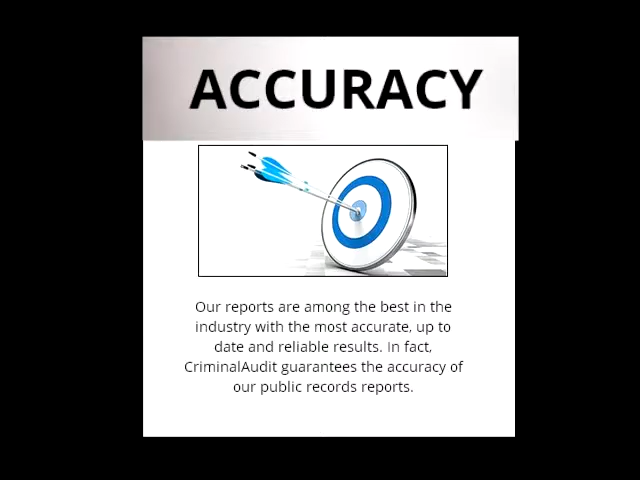 ACCURACY
Our reports are among the best in the
industry with the most accurate, up to
date and reliable results. In fact,
CriminalAudit guarantees the accuracy of
our public records reports.